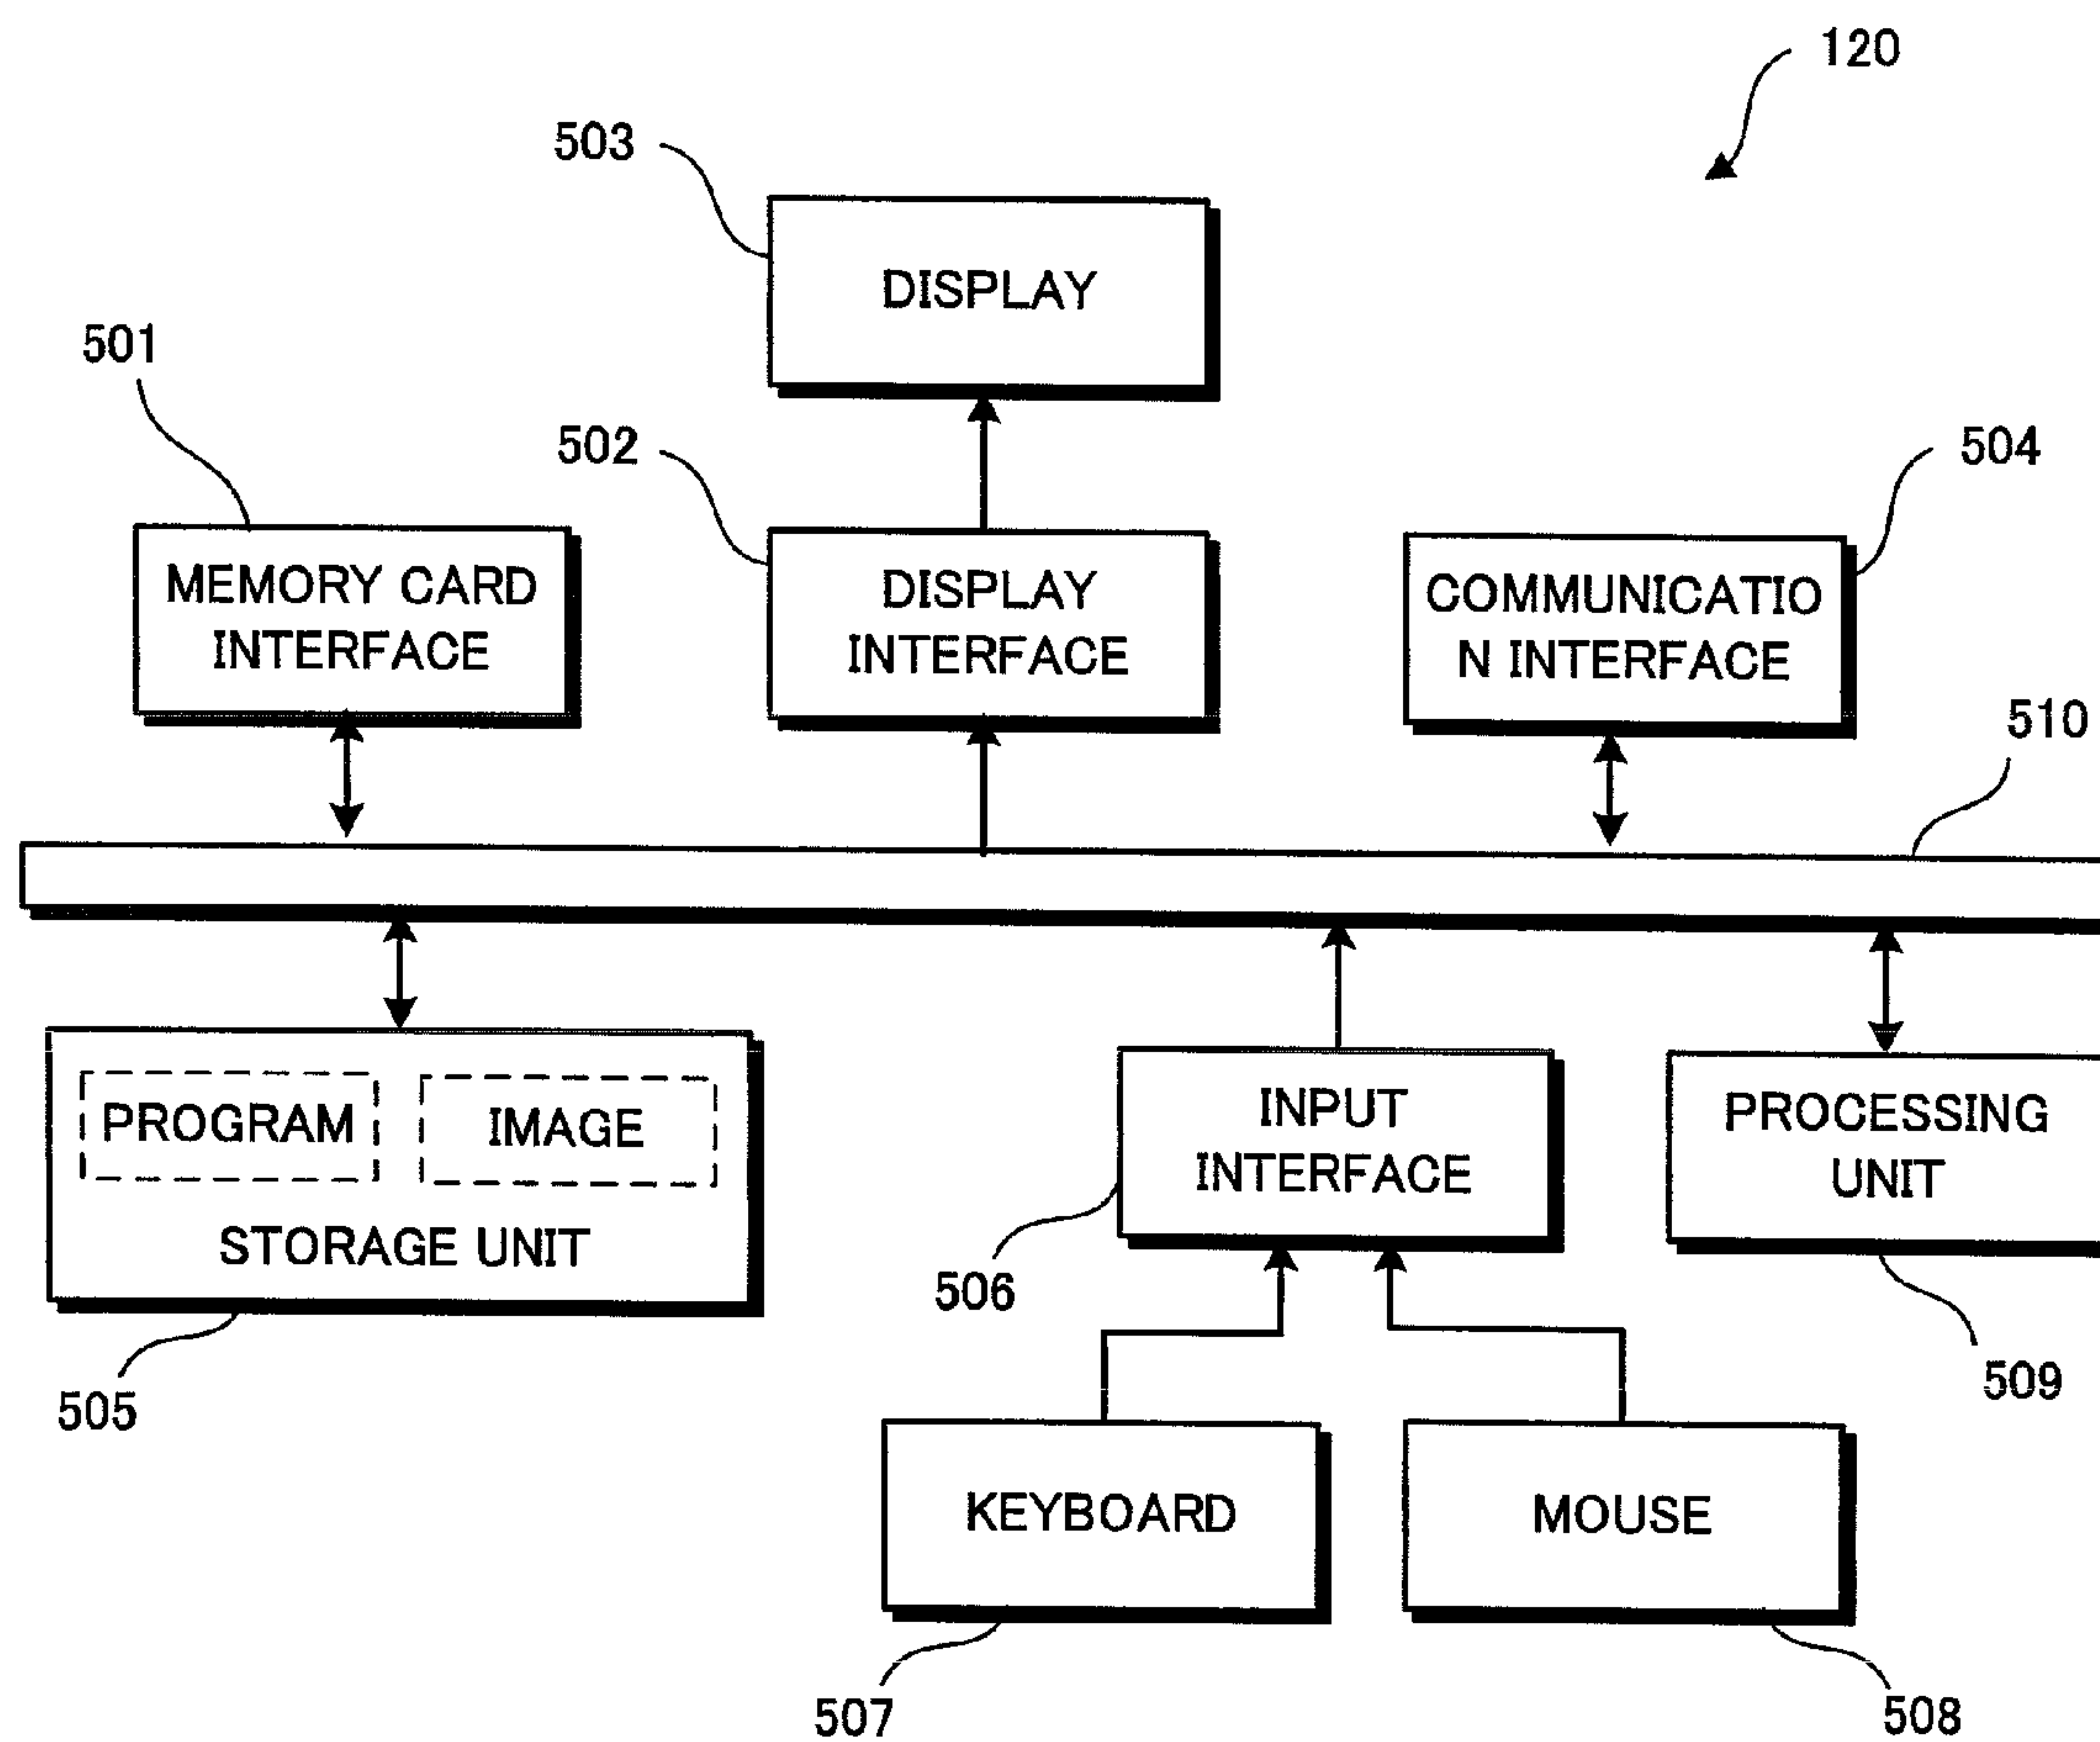 120
503
DISPLAY
501
502
504
MEMORY CARD
INTERFACE
DISPLAY
INTERFACE
COMMUNICATIO
N INTERFACE
510
PROGRAM
IMAGE
STORAGE UNIT
INPUT
INTERFACE
PROCESSING
UNIT
506
505
509
KEYBOARD
MOUSE
507
508